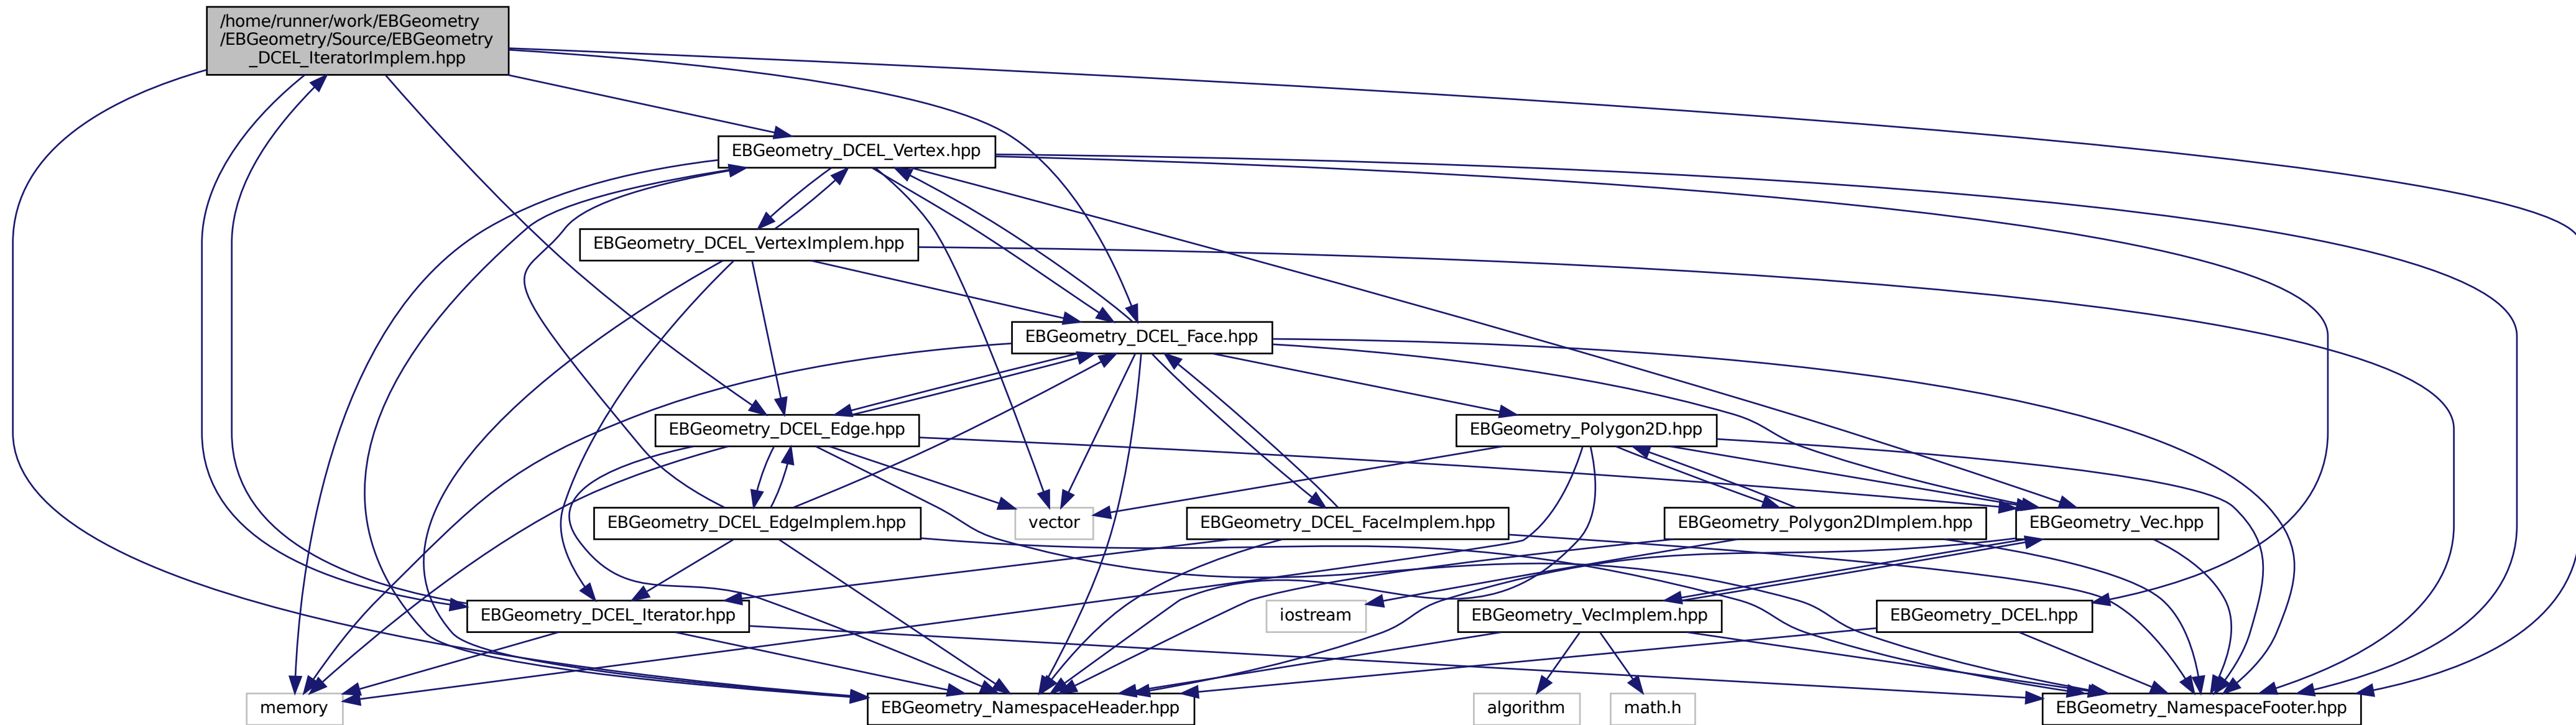 /home/runner/work/EBGeometry
/EBGeometry/Source/EBGeometry
_DCEL_IteratorImplem.hpp
EBGeometry_DCEL_Vertex.hpp
EBGeometry_DCEL_VertexImplem.hpp
EBGeometry_DCEL_Face.hpp
EBGeometry_DCEL_Edge.hpp
EBGeometry_Polygon2D.hpp
EBGeometry_DCEL_EdgeImplem.hpp
vector
EBGeometry_DCEL_FaceImplem.hpp
EBGeometry_Polygon2DImplem.hpp
EBGeometry_Vec.hpp
EBGeometry_DCEL_Iterator.hpp
iostream
EBGeometry_VecImplem.hpp
EBGeometry_DCEL.hpp
memory
EBGeometry_NamespaceHeader.hpp
algorithm
math.h
EBGeometry_NamespaceFooter.hpp